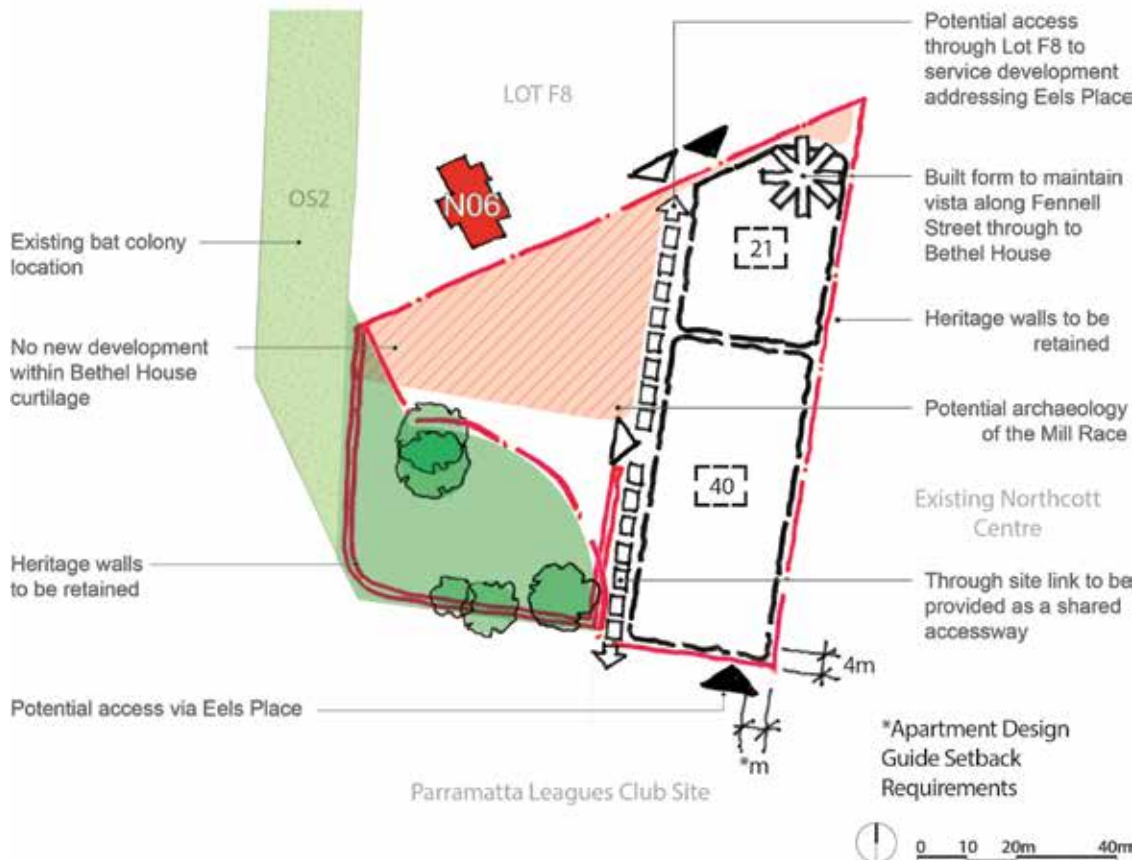 Potential access
through Lot F8 to
service development
addressing Eels Place
LOT F8
OS2
N06
Built form to maintain
vista along Fennell
Street through to
Bethel House
Existing bat colony
location
21
Heritage walls to be
retained
No new development
within Bethel House
curtilage
Potential archaeology
of the Mill Race
40
Existing Northcott
Centre
Heritage walls
to be retained
Through site link to be
provided as a shared
accessway
4m
Potential access via Eels Place
*m
*Apartment Design
Guide Setback
Requirements
Parramatta Leagues Club Site
0 10 20m 40m